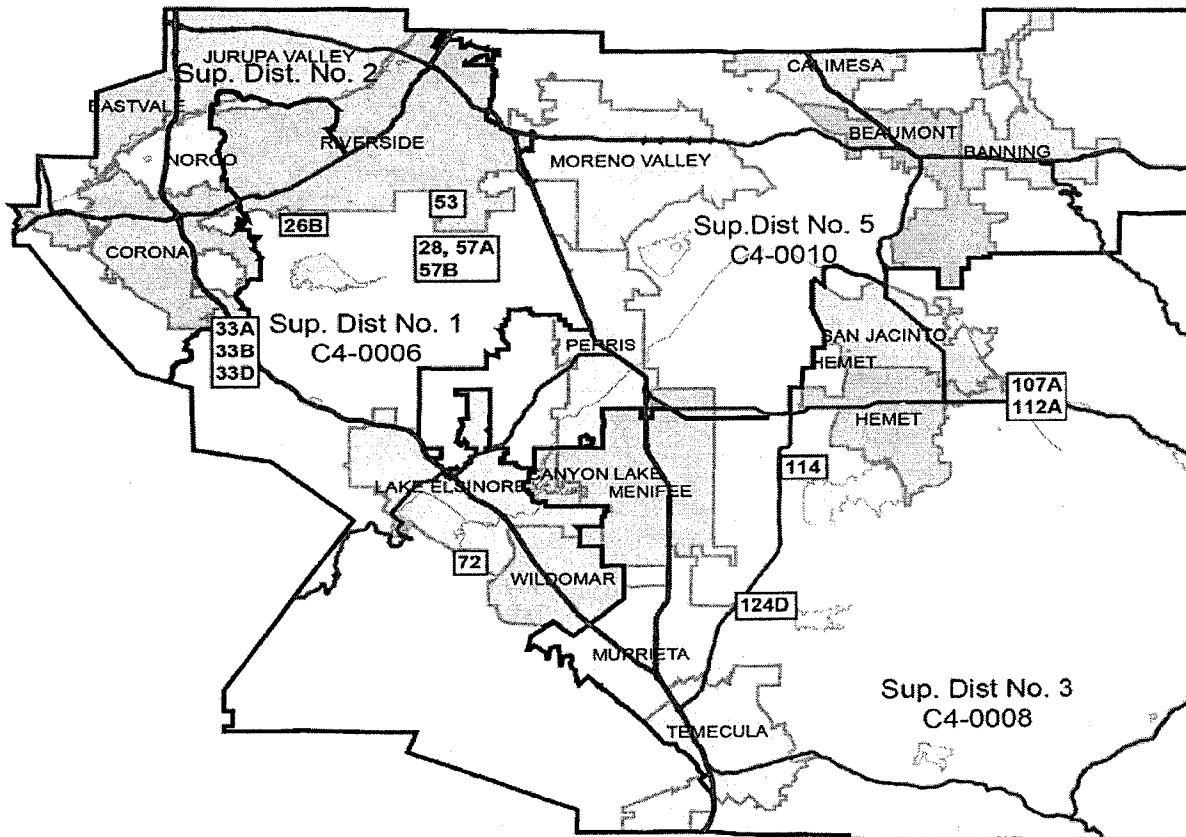 JURUPA VALLEY
Sup. Dist. No. 2
EASTVALE
NORCO
RIVERSIDE
CORONA
CALIMESA
BEAUMONT
BANNING
MORENO VALLEY
53
26B
28, 57A
57B
Sup.Dist No. 5
C4-0010
33A
33B
33D
Sup. Dist No. 1
C4-0006
PERRIS
SAN JACINTO
HEMET
HEMET
107A
112A
114
CANYON LAKE
MENIFEE
LAKE ELSINORE
72
WILDOMAR
124D
MURRIETA
TEMECULA
Sup. Dist No. 3
C4-0008